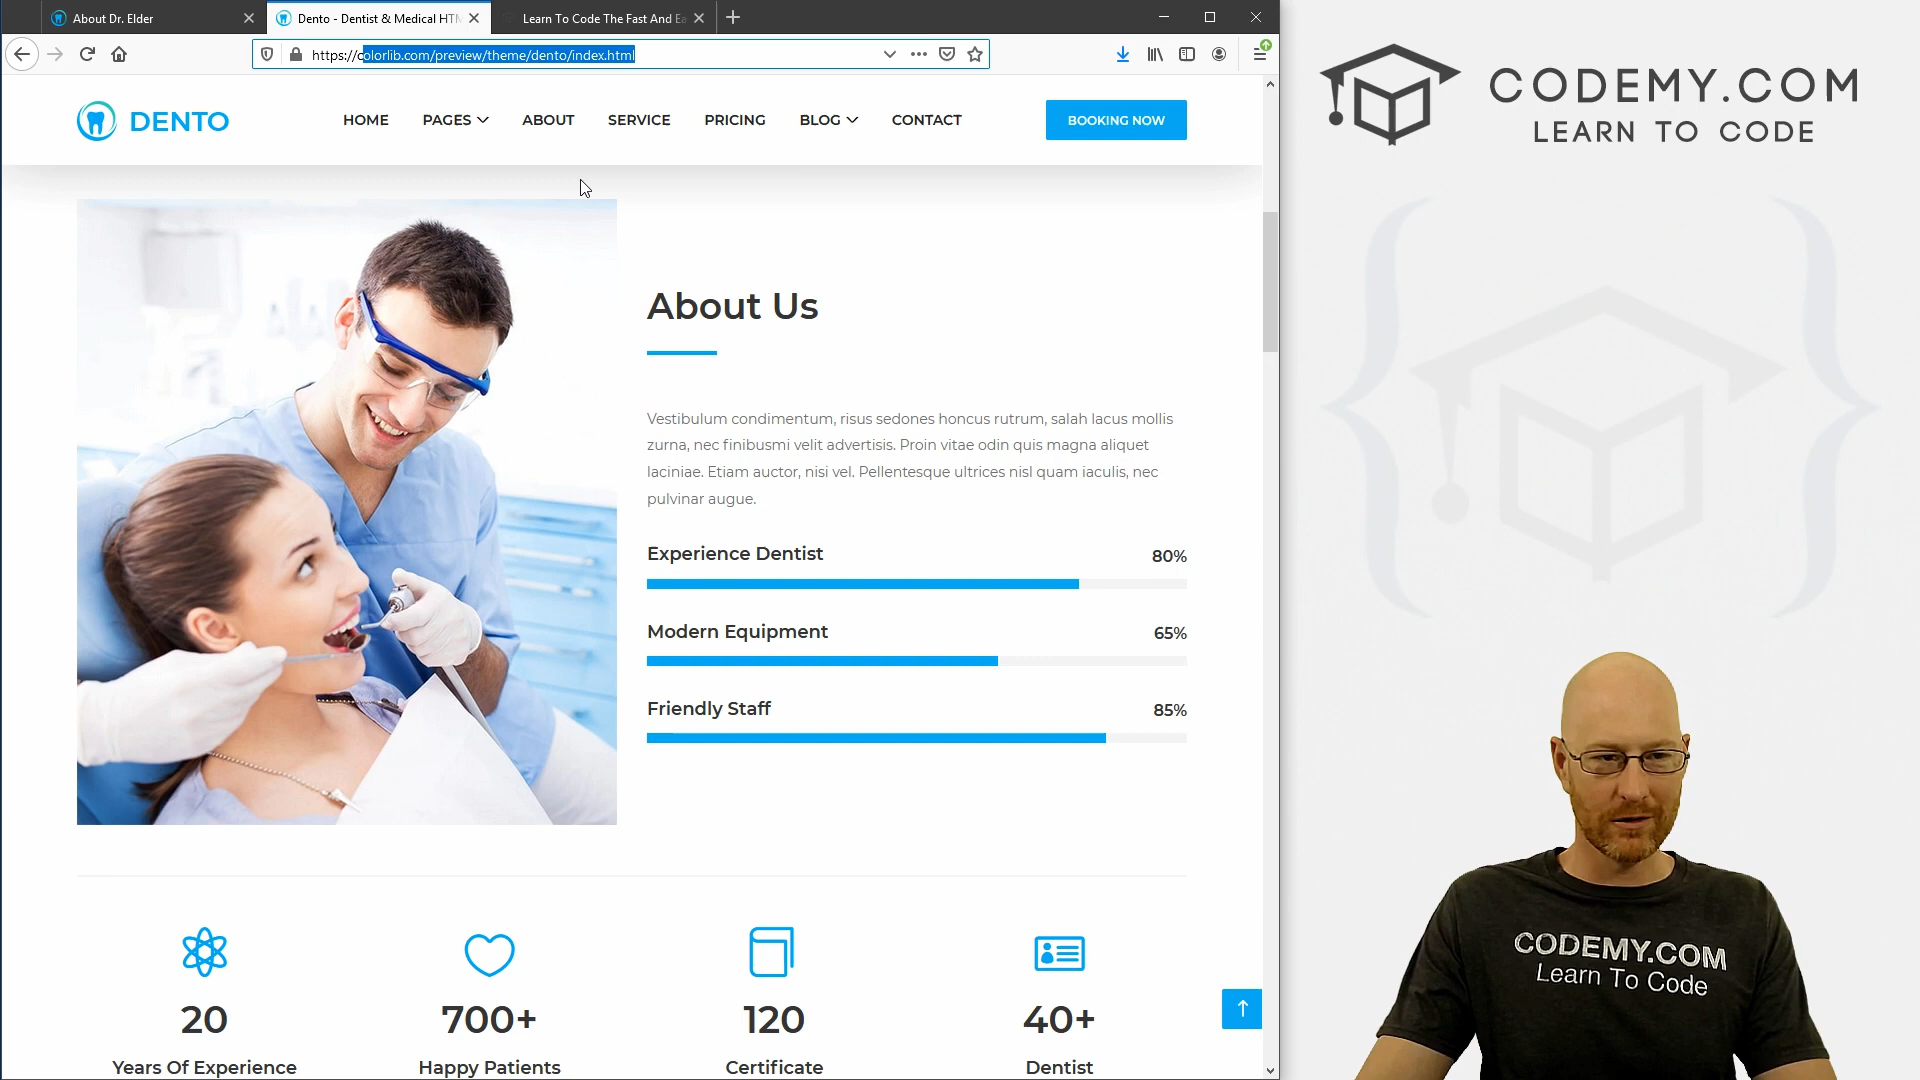 About Dr. Elder
Dento - Dentist & Medical HTM
Learn To Code The Fast And Ea
https://colorlib.com/preview/theme/dento/index.html
DENTO
HOME
PAGES
ABOUT
SERVICE
PRICING
BLOG
CONTACT
BOOKING NOW
About Us
Vestibulum condimentum, risus sedones honcus rutrum, salah lacus mollis
zurna, nec finibusmi velit advertisis. Proin vitae odin quis magna aliquet
laciniae. Etiam auctor, nisi vel. Pellentesque ultrices nisl quam iaculis, nec
pulvinar augue.
Experience Dentist
80%
Modern Equipment
65%
Friendly Staff
85%
20
Years Of Experience
700+
Happy Patients
120
Certificate
40+
Dentist
CODEMY.COM
LEARN TO CODE
CODEMY.COM
Learn To Code